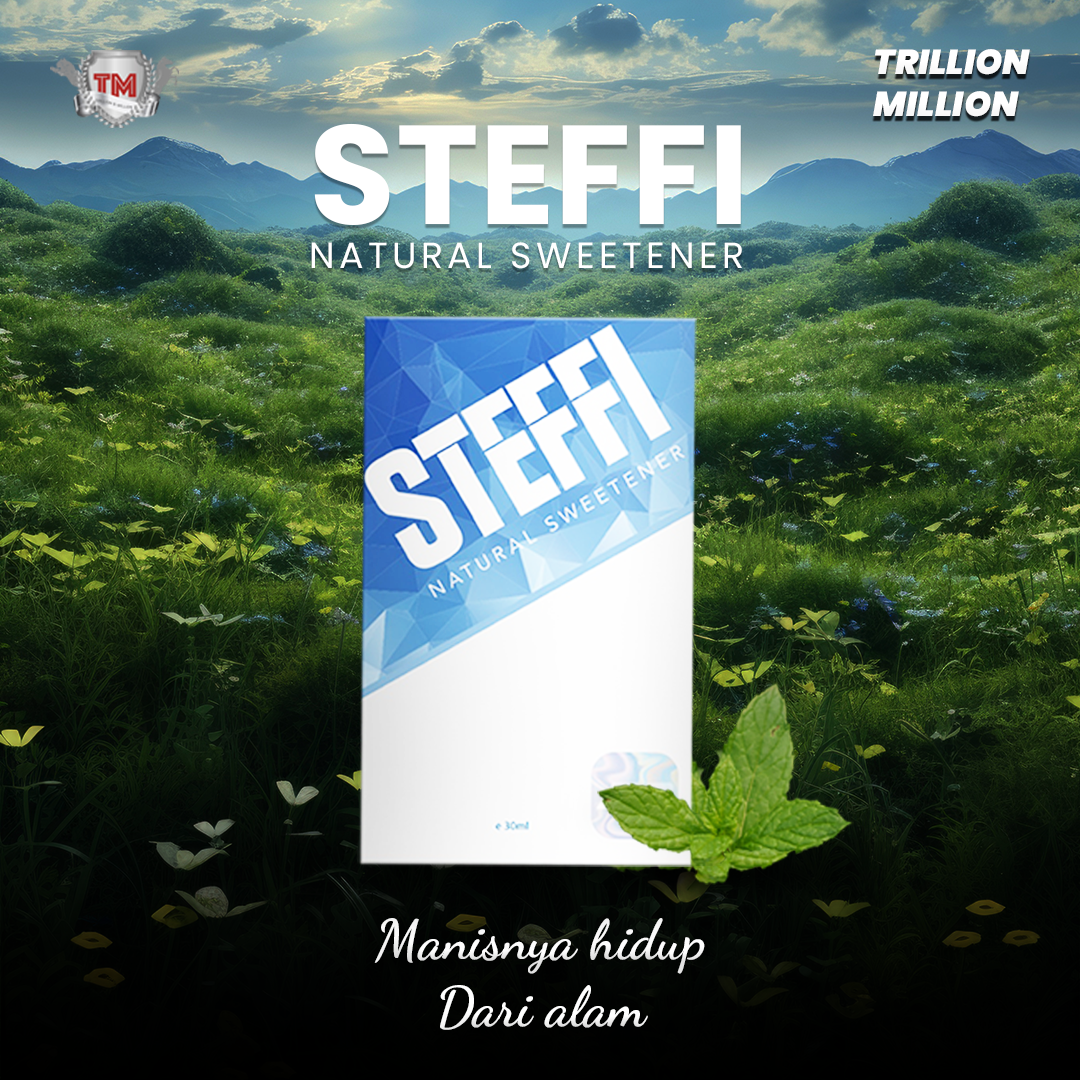 TM
TRILLION
MILLION
STEFFI
NATURAL SWEETENER
STEFFI
NATURAL SWEETENER
e 30ml
Manisnya hidup
Dari alam